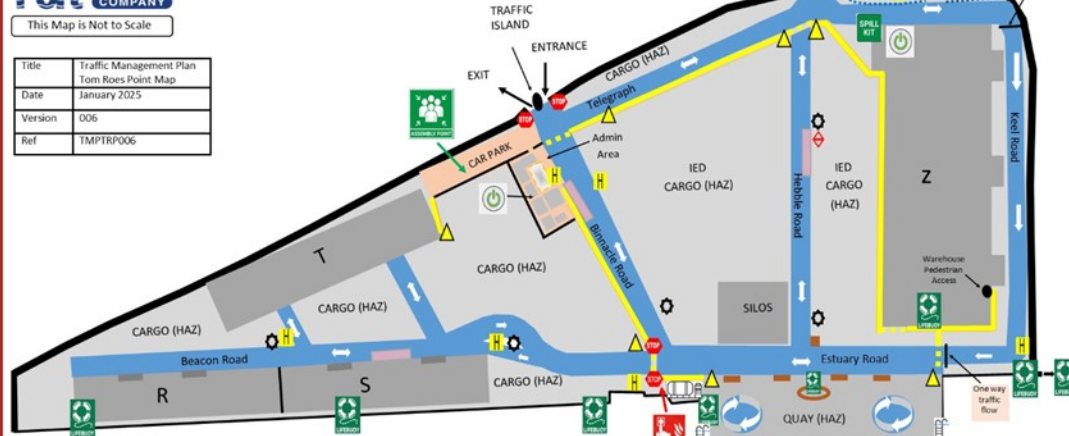 COMPANY
This Map is Not to Scale
Title Traffic Management Plan
Tom Roes Point Map
Date January 2025
Version 006
Ref TMPTRP006
TRAFFIC
ISLAND
ENTRANCE
EXIT
STOP
STOP
ASSEMBLY POINT
CAR PARK
Admin
Area
CARGO (HAZ)
Telegraph
SPILL
KIT
Keel Road
IED
CARGO (HAZ)
Hebble Road
IED
CARGO
(HAZ)
Z
H
H
Binnacle Road
T
CARGO (HAZ)
CARGO (HAZ)
CARGO (HAZ)
Warehouse
Pedestrian
Access
SILOS
LIFEBUOY
H
H
H
Beacon Road
STOP
Estuary Road
R
S
CARGO (HAZ)
H
STOP
One way
traffic
flow
QUAY (HAZ)
LIFEBUOY
LIFEBUOY
LIFEBUOY
LIFEBUOY
LIFEBUOY